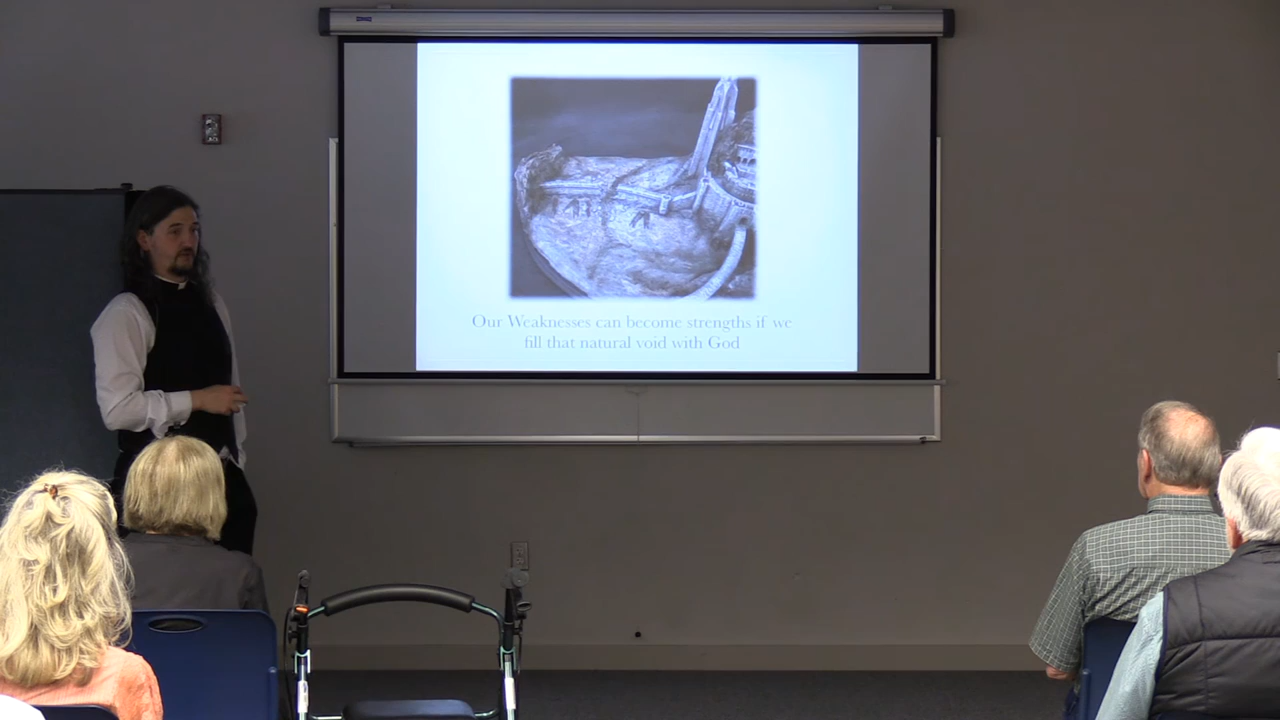 Our Weaknesses can become strengths if we
fill that natural void with God